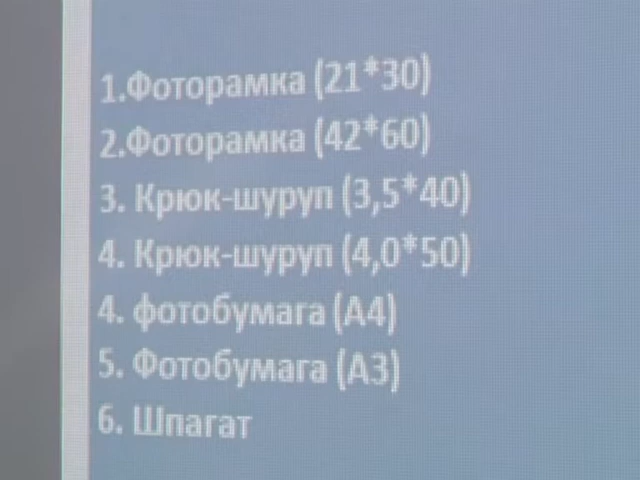 1.Фоторамка (21*30)
2.Фоторамка (42*60)
3. Крюк-шуруп (3,5*40)
4. Крюк-шуруп (4,0*50)
4. фотобумага (А4)
5. Фотобумага (А3)
6. Шпагат